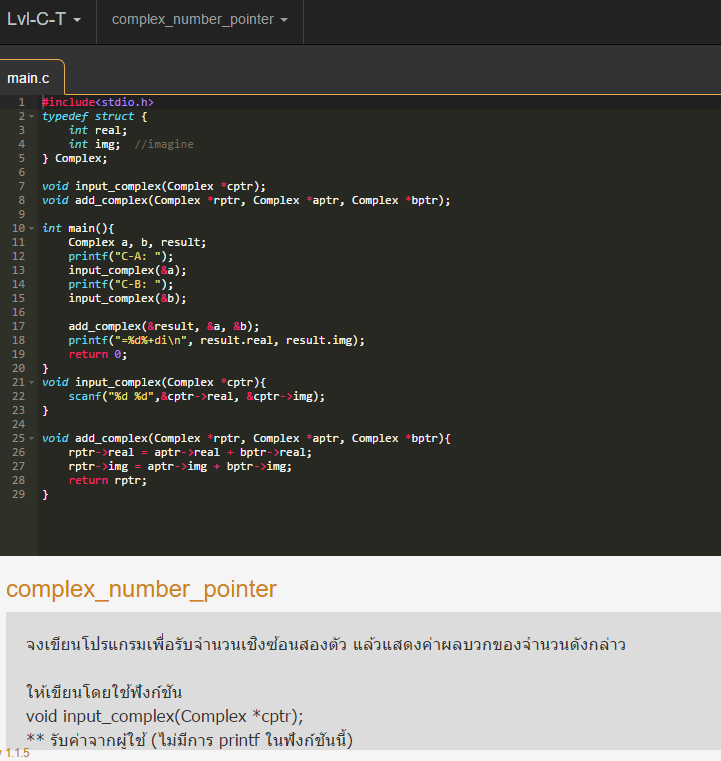 Lvl-C-T
complex_number_pointer
main.c
1 #include<stdio.h>
2 typedef struct {
3 int real;
4 int img; //imagine
5 } Complex;
6
7 void input_complex(Complex *cptr);
8 void add_complex(Complex *rptr, Complex *aptr, Complex *bptr);
9
10 int main(){
11 Complex a, b, result;
12 printf("C-A: ");
13 input_complex(&a);
14 printf("C-B: ");
15 input_complex(&b);
16
17 add_complex(&result, &a, &b);
18 printf("=%d%+di\n", result.real, result.img);
19 return 0;
20 }
21 void input_complex(Complex *cptr){
22 scanf("%d %d",&cptr->real, &cptr->img);
23 }
24
25 void add_complex(Complex *rptr, Complex *aptr, Complex *bptr){
26 rptr->real = aptr->real + bptr->real;
27 rptr->img = aptr->img + bptr->img;
28 return rptr;
29 }
complex_number_pointer
จงเขียนโปรแกรมเพื่อรับจำนวนเชิงซ้อนสองตัว แล้วแสดงค่าผลบวกของจำนวนดังกล่าว
ให้เขียนโดยใช้ฟังก์ชัน
void input_complex(Complex *cptr);
** รับค่าจากผู้ใช้ (ไม่มีการ printf ในฟังก์ชันนี้)
1.1.5